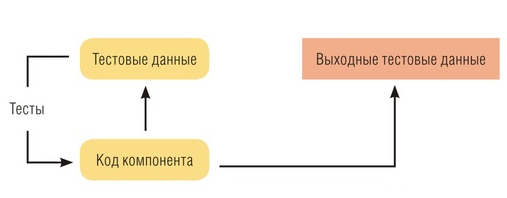 Тестовые данные
Выходные тестовые данные
Тесты
Код компонента